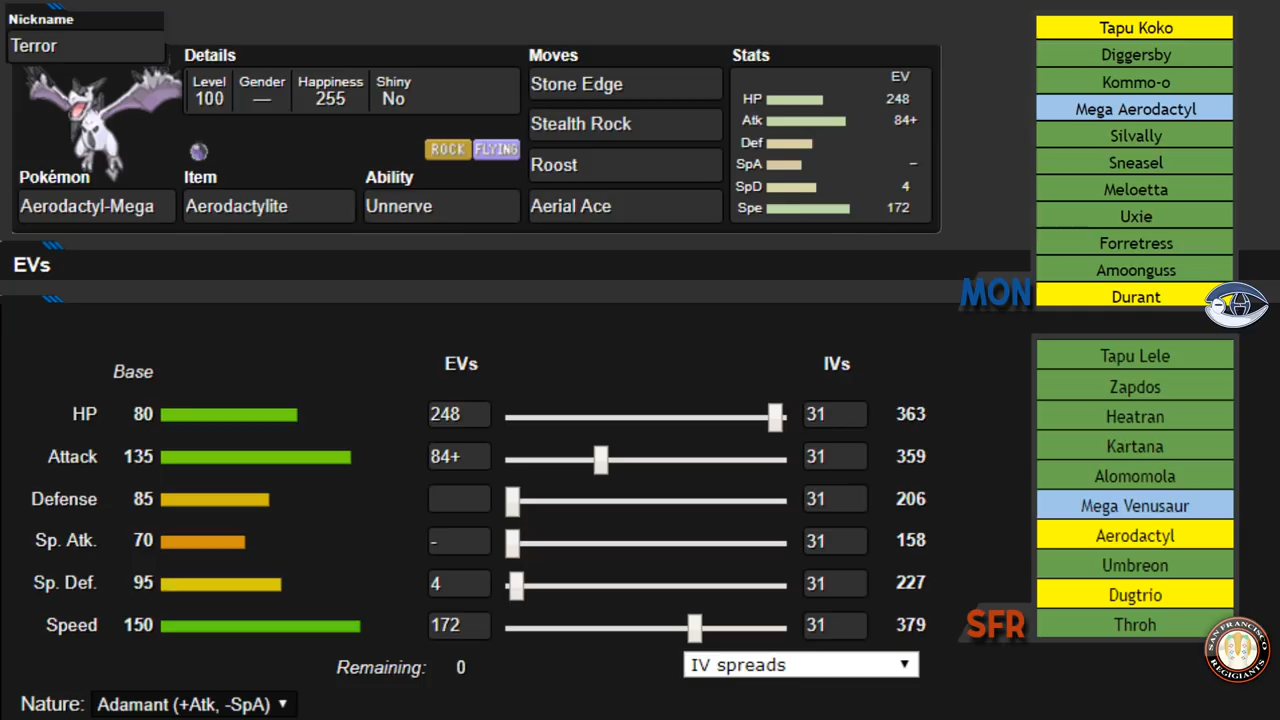 Nickname
Terror
Details
Level Gender Happiness Shiny
100 — 255 No
ROCK FLYING
Pokémon Item Ability
Aerodactyl-Mega Aerodactylite Unnerve
Moves
Stone Edge
Stealth Rock
Roost
Aerial Ace
Stats
EV
HP 248
Atk 84+
Def
SpA –
SpD 4
Spe 172
EVs
Base EVs IVs
HP 80 248 31 363
Attack 135 84+ 31 359
Defense 85 31 206
Sp. Atk. 70 - 31 158
Sp. Def. 95 4 31 227
Speed 150 172 31 379
Remaining: 0
IV spreads
Nature: Adamant (+Atk, -SpA)
Tapu Koko
Diggersby
Kommo-o
Mega Aerodactyl
Silvally
Sneasel
Meloetta
Uxie
Forretress
Amoonguss
Durant
MON
Tapu Lele
Zapdos
Heatran
Kartana
Alomomola
Mega Venusaur
Aerodactyl
Umbreon
Dugtrio
Throh
SFR
SAN FRANCISCO
REGIGIANTS